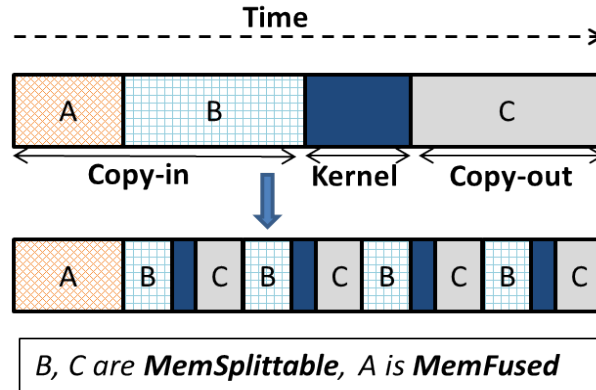 Time
A B C
Copy-in Kernel Copy-out
A B C B C B C B C
B, C are MemSplittable, A is MemFused